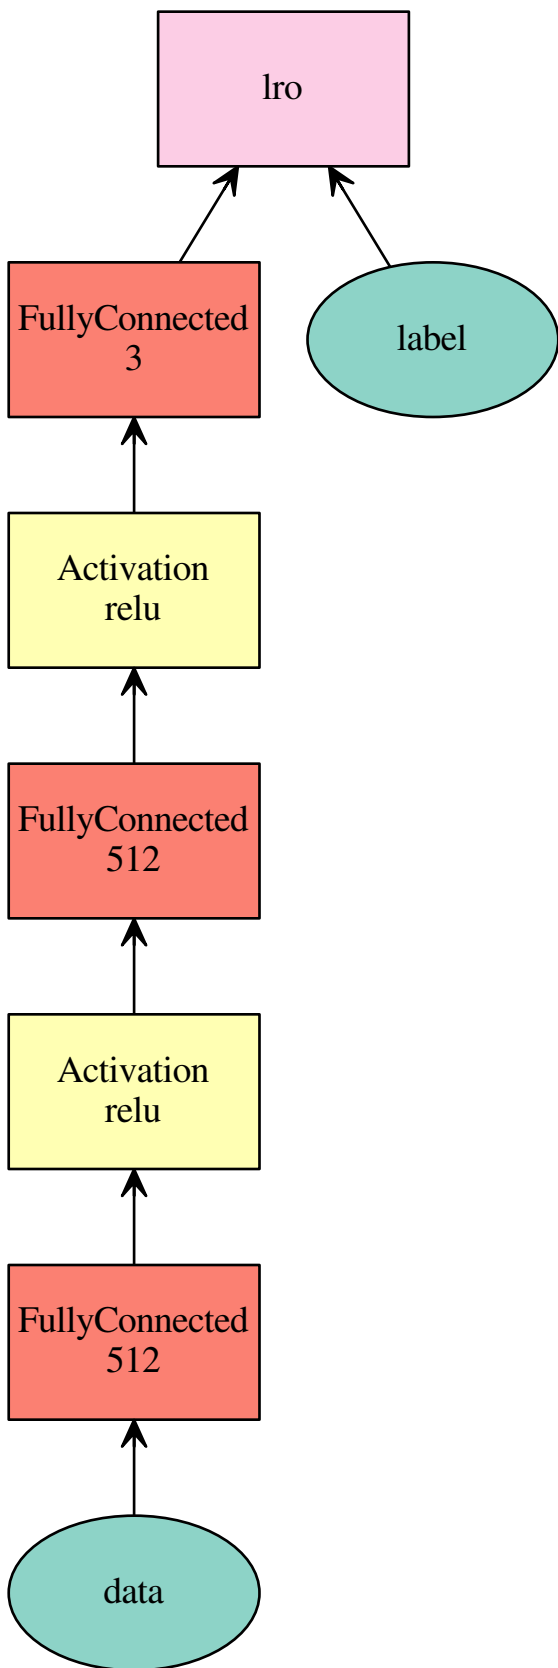 lro
FullyConnected
3
label
Activation
relu
FullyConnected
512
Activation
relu
FullyConnected
512
data